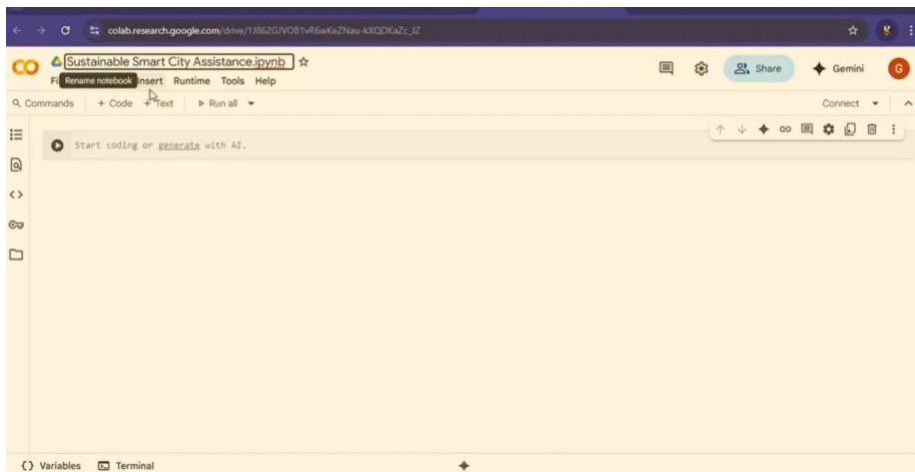 colab.research.google.com/drive/
Sustainable Smart City Assistance.ipynb
Share
Gemini
G
Rename notebook
Insert Runtime Tools Help
Commands + Code + Text Run all
Connect
Start coding or generate with AI.
Variables Terminal